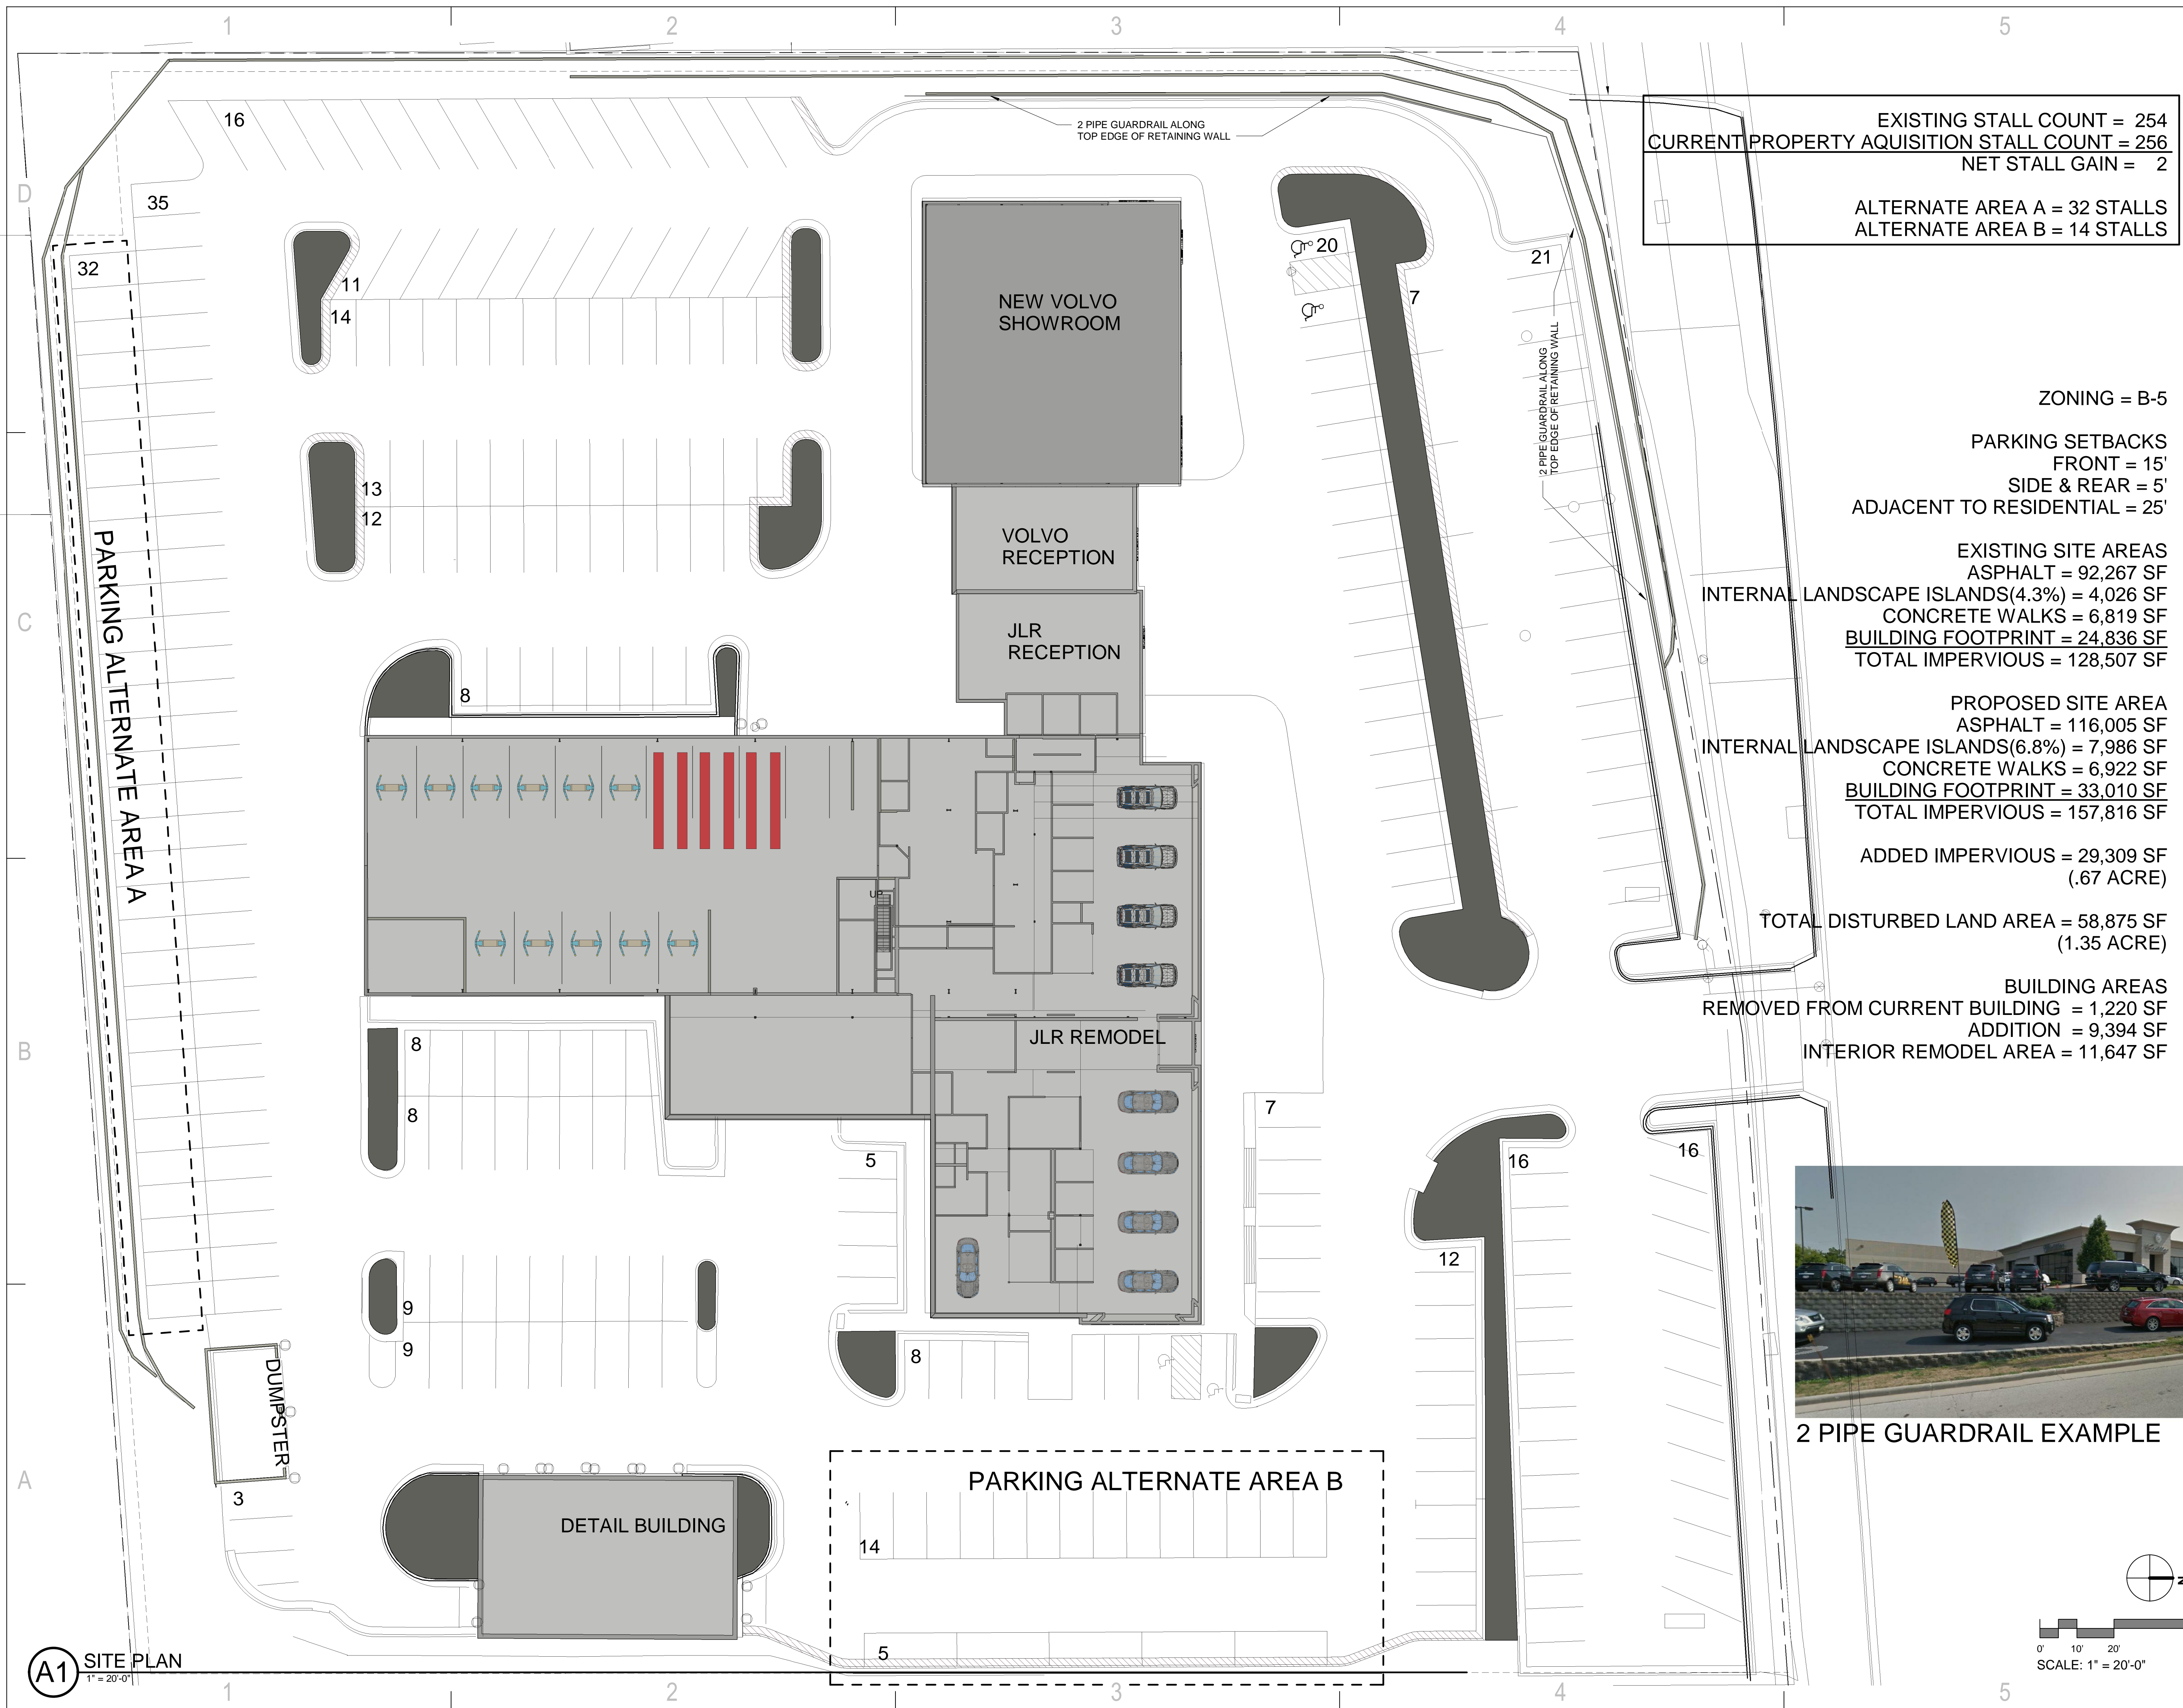 1
2
3
4
5
16
2 PIPE GUARDRAIL ALONG
TOP EDGE OF RETAINING WALL
EXISTING STALL COUNT = 254
CURRENT PROPERTY AQUISITION STALL COUNT = 256
NET STALL GAIN = 2
ALTERNATE AREA A = 32 STALLS
ALTERNATE AREA B = 14 STALLS
D
35
32
11
14
NEW VOLVO
SHOWROOM
20
7
21
2 PIPE GUARDRAIL ALONG
TOP EDGE OF RETAINING WALL
ZONING = B-5
PARKING SETBACKS
FRONT = 15'
SIDE & REAR = 5'
ADJACENT TO RESIDENTIAL = 25'
13
12
VOLVO
RECEPTION
EXISTING SITE AREAS
ASPHALT = 92,267 SF
INTERNAL LANDSCAPE ISLANDS(4.3%) = 4,026 SF
CONCRETE WALKS = 6,819 SF
BUILDING FOOTPRINT = 24,836 SF
TOTAL IMPERVIOUS = 128,507 SF
C
PARKING ALTERNATE AREA A
JLR
RECEPTION
8
PROPOSED SITE AREA
ASPHALT = 116,005 SF
INTERNAL LANDSCAPE ISLANDS(6.8%) = 7,986 SF
CONCRETE WALKS = 6,922 SF
BUILDING FOOTPRINT = 33,010 SF
TOTAL IMPERVIOUS = 157,816 SF
ADDED IMPERVIOUS = 29,309 SF
(.67 ACRE)
UP
TOTAL DISTURBED LAND AREA = 58,875 SF
(1.35 ACRE)
BUILDING AREAS
REMOVED FROM CURRENT BUILDING = 1,220 SF
ADDITION = 9,394 SF
INTERIOR REMODEL AREA = 11,647 SF
B
JLR REMODEL
8
8
7
5
16
16
12
9
9
8
DUMPSTER
2 PIPE GUARDRAIL EXAMPLE
A
3
DETAIL BUILDING
PARKING ALTERNATE AREA B
14
5
N
0' 10' 20'
SCALE: 1" = 20'-0"
A1
SITE PLAN
1" = 20'-0"
1
2
3
4
5